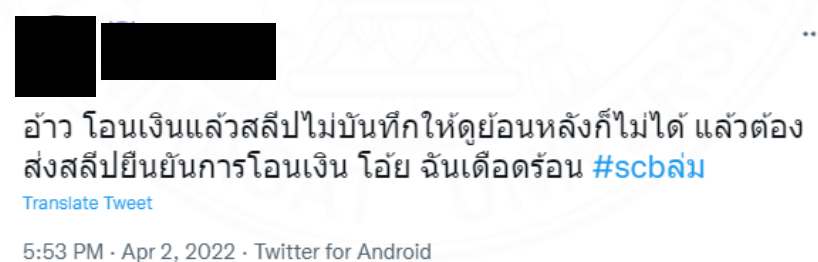 อ้าว โอนเงินแล้วสลีปไม่บันทึกให้ดูย้อนหลังก็ไม่ได้ แล้วต้อง
ส่งสลีปยืนยันการโอนเงิน โอ้ย ฉันเดือดร้อน #scbล่ม
Translate Tweet
5:53 PM · Apr 2, 2022 · Twitter for Android